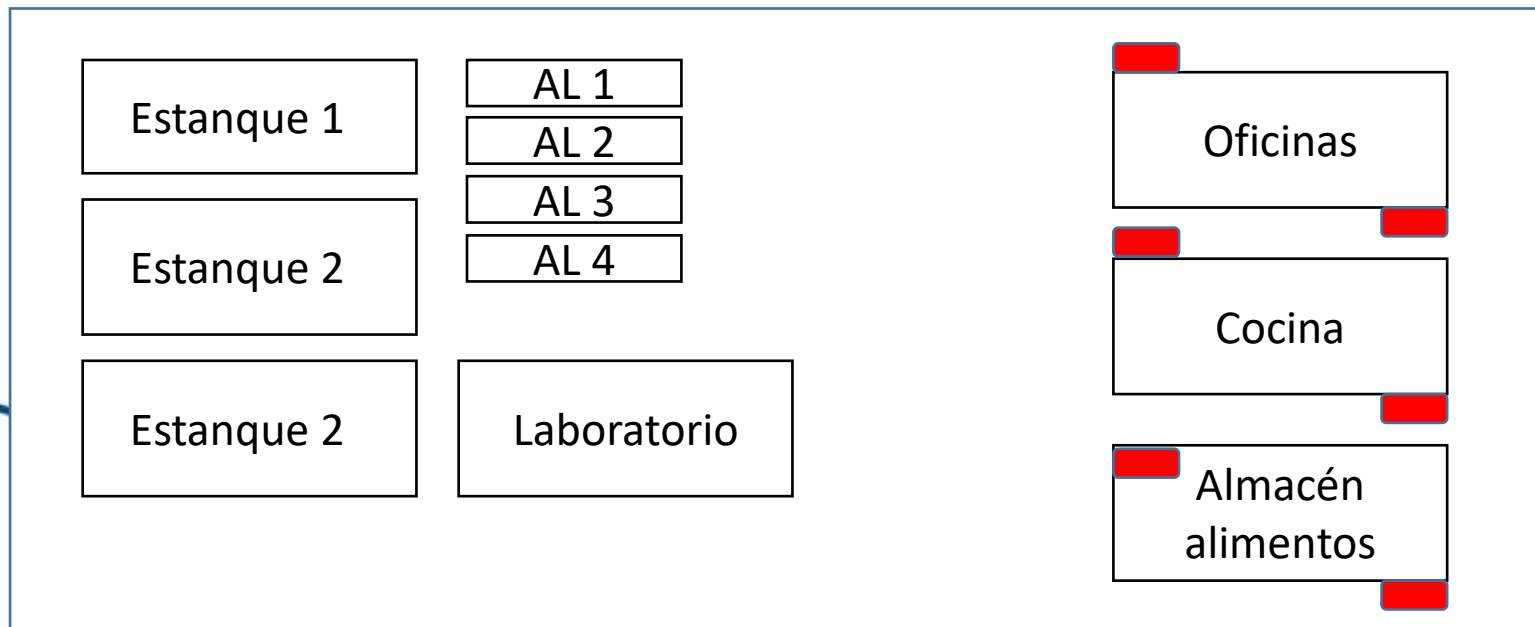 Estanque 1
AL 1
AL 2
AL 3
AL 4
Estanque 2
Estanque 2
Laboratorio
Oficinas
Cocina
Almacén
alimentos